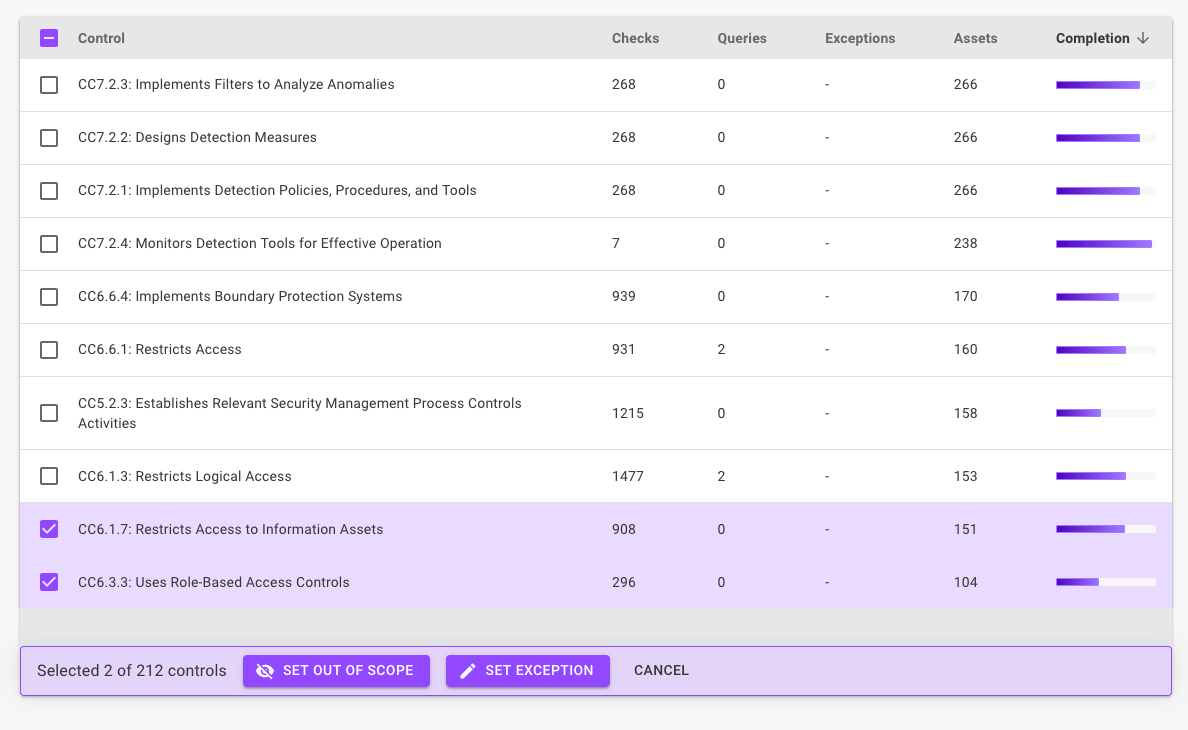 Control Checks Queries Exceptions Assets Completion
CC7.2.3: Implements Filters to Analyze Anomalies 268 0 - 266
CC7.2.2: Designs Detection Measures 268 0 - 266
CC7.2.1: Implements Detection Policies, Procedures, and Tools 268 0 - 266
CC7.2.4: Monitors Detection Tools for Effective Operation 7 0 - 238
CC6.6.4: Implements Boundary Protection Systems 939 0 - 170
CC6.6.1: Restricts Access 931 2 - 160
CC5.2.3: Establishes Relevant Security Management Process Controls
Activities 1215 0 - 158
CC6.1.3: Restricts Logical Access 1477 2 - 153
CC6.1.7: Restricts Access to Information Assets 908 0 - 151
CC6.3.3: Uses Role-Based Access Controls 296 0 - 104
Selected 2 of 212 controls SET OUT OF SCOPE SET EXCEPTION CANCEL